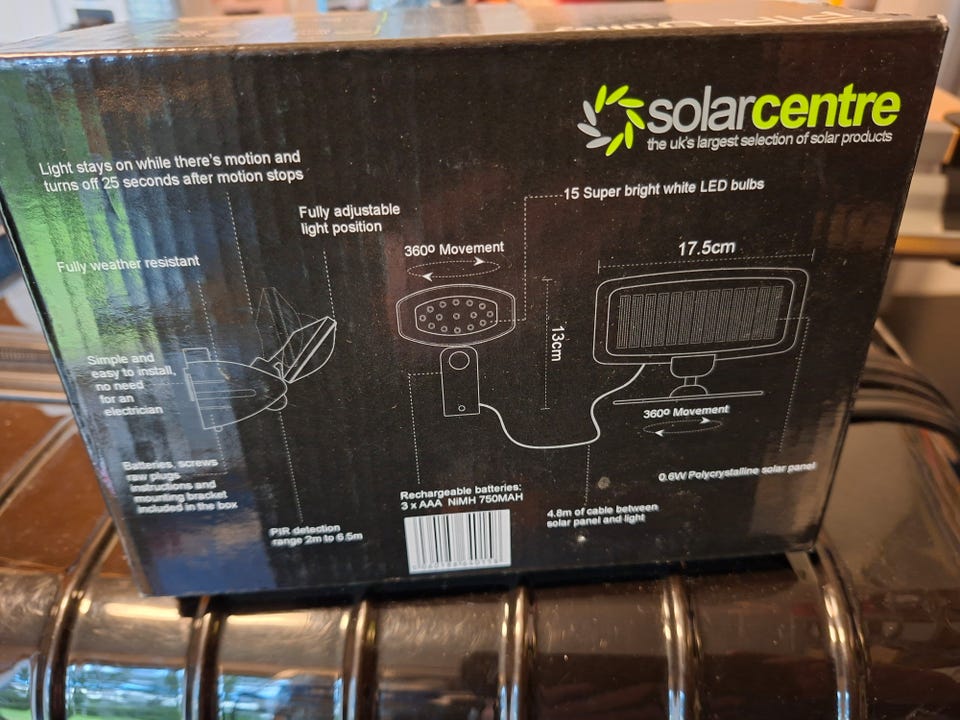 solarcentre
the uk's largest selection of solar products
Light stays on while there's motion and
turns off 25 seconds after motion stops
15 Super bright white LED bulbs
Fully adjustable
light position
360º Movement
17.5cm
Fully weather resistant
13cm
Simple and
easy to install,
no need
for an
electrician
360º Movement
Batteries, screws
raw plugs
instructions and
mounting bracket
included in the box
0.6W Polycrystalline solar panel
Rechargeable batteries:
3 x AAA NiMH 750MAH
4.8m of cable between
solar panel and light
PIR detection
range 2m to 6.5m